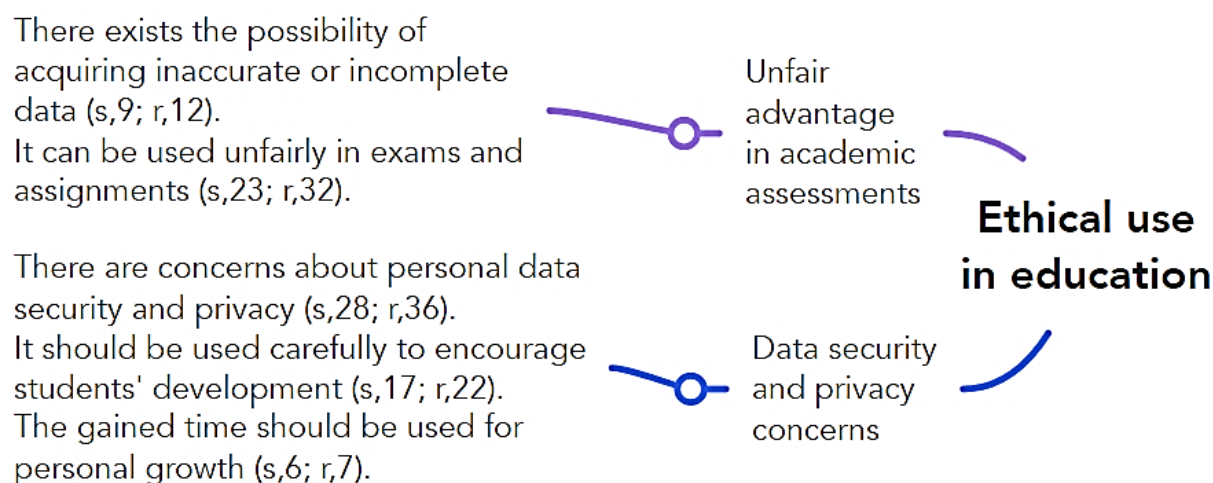 There exists the possibility of
acquiring inaccurate or incomplete
data (s,9; r,12).
It can be used unfairly in exams and
assignments (s,23; r,32).
Unfair
advantage
in academic
assessments
Ethical use
in education
There are concerns about personal data
security and privacy (s,28; r,36).
It should be used carefully to encourage
students' development (s,17; r,22).
The gained time should be used for
personal growth (s,6; r,7).
Data security
and privacy
concerns